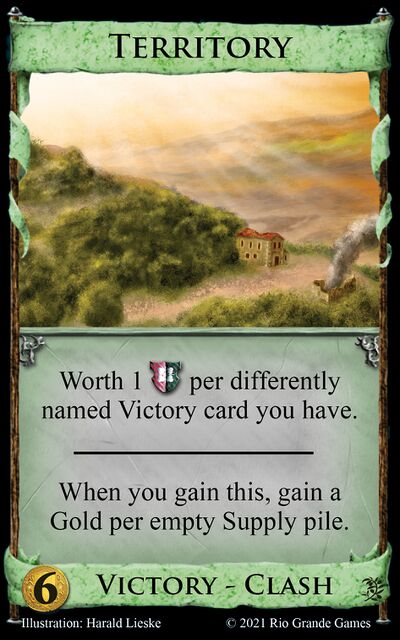 TERRITORY
Worth 1 per differently
named Victory card you have.
When you gain this, gain a
Gold per empty Supply pile.
6 VICTORY - CLASH
Illustration: Harald Lieske © 2021 Rio Grande Games